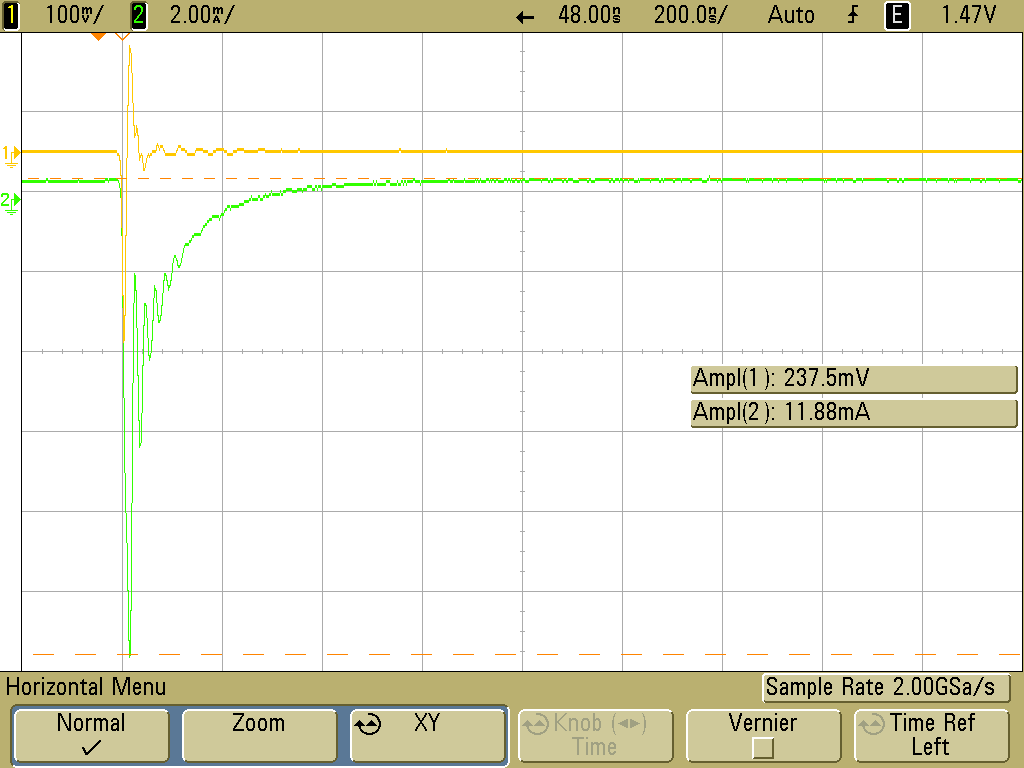 1 100mV/ 2 2.00mA/ 48.00ns 200.0ns/ Auto E 1.47V
1
2
Ampl(1): 237.5mV
Ampl(2): 11.88mA
Horizontal Menu
Sample Rate 2.00GSa/s
Normal Zoom XY Knob Time Vernier Time Ref Left